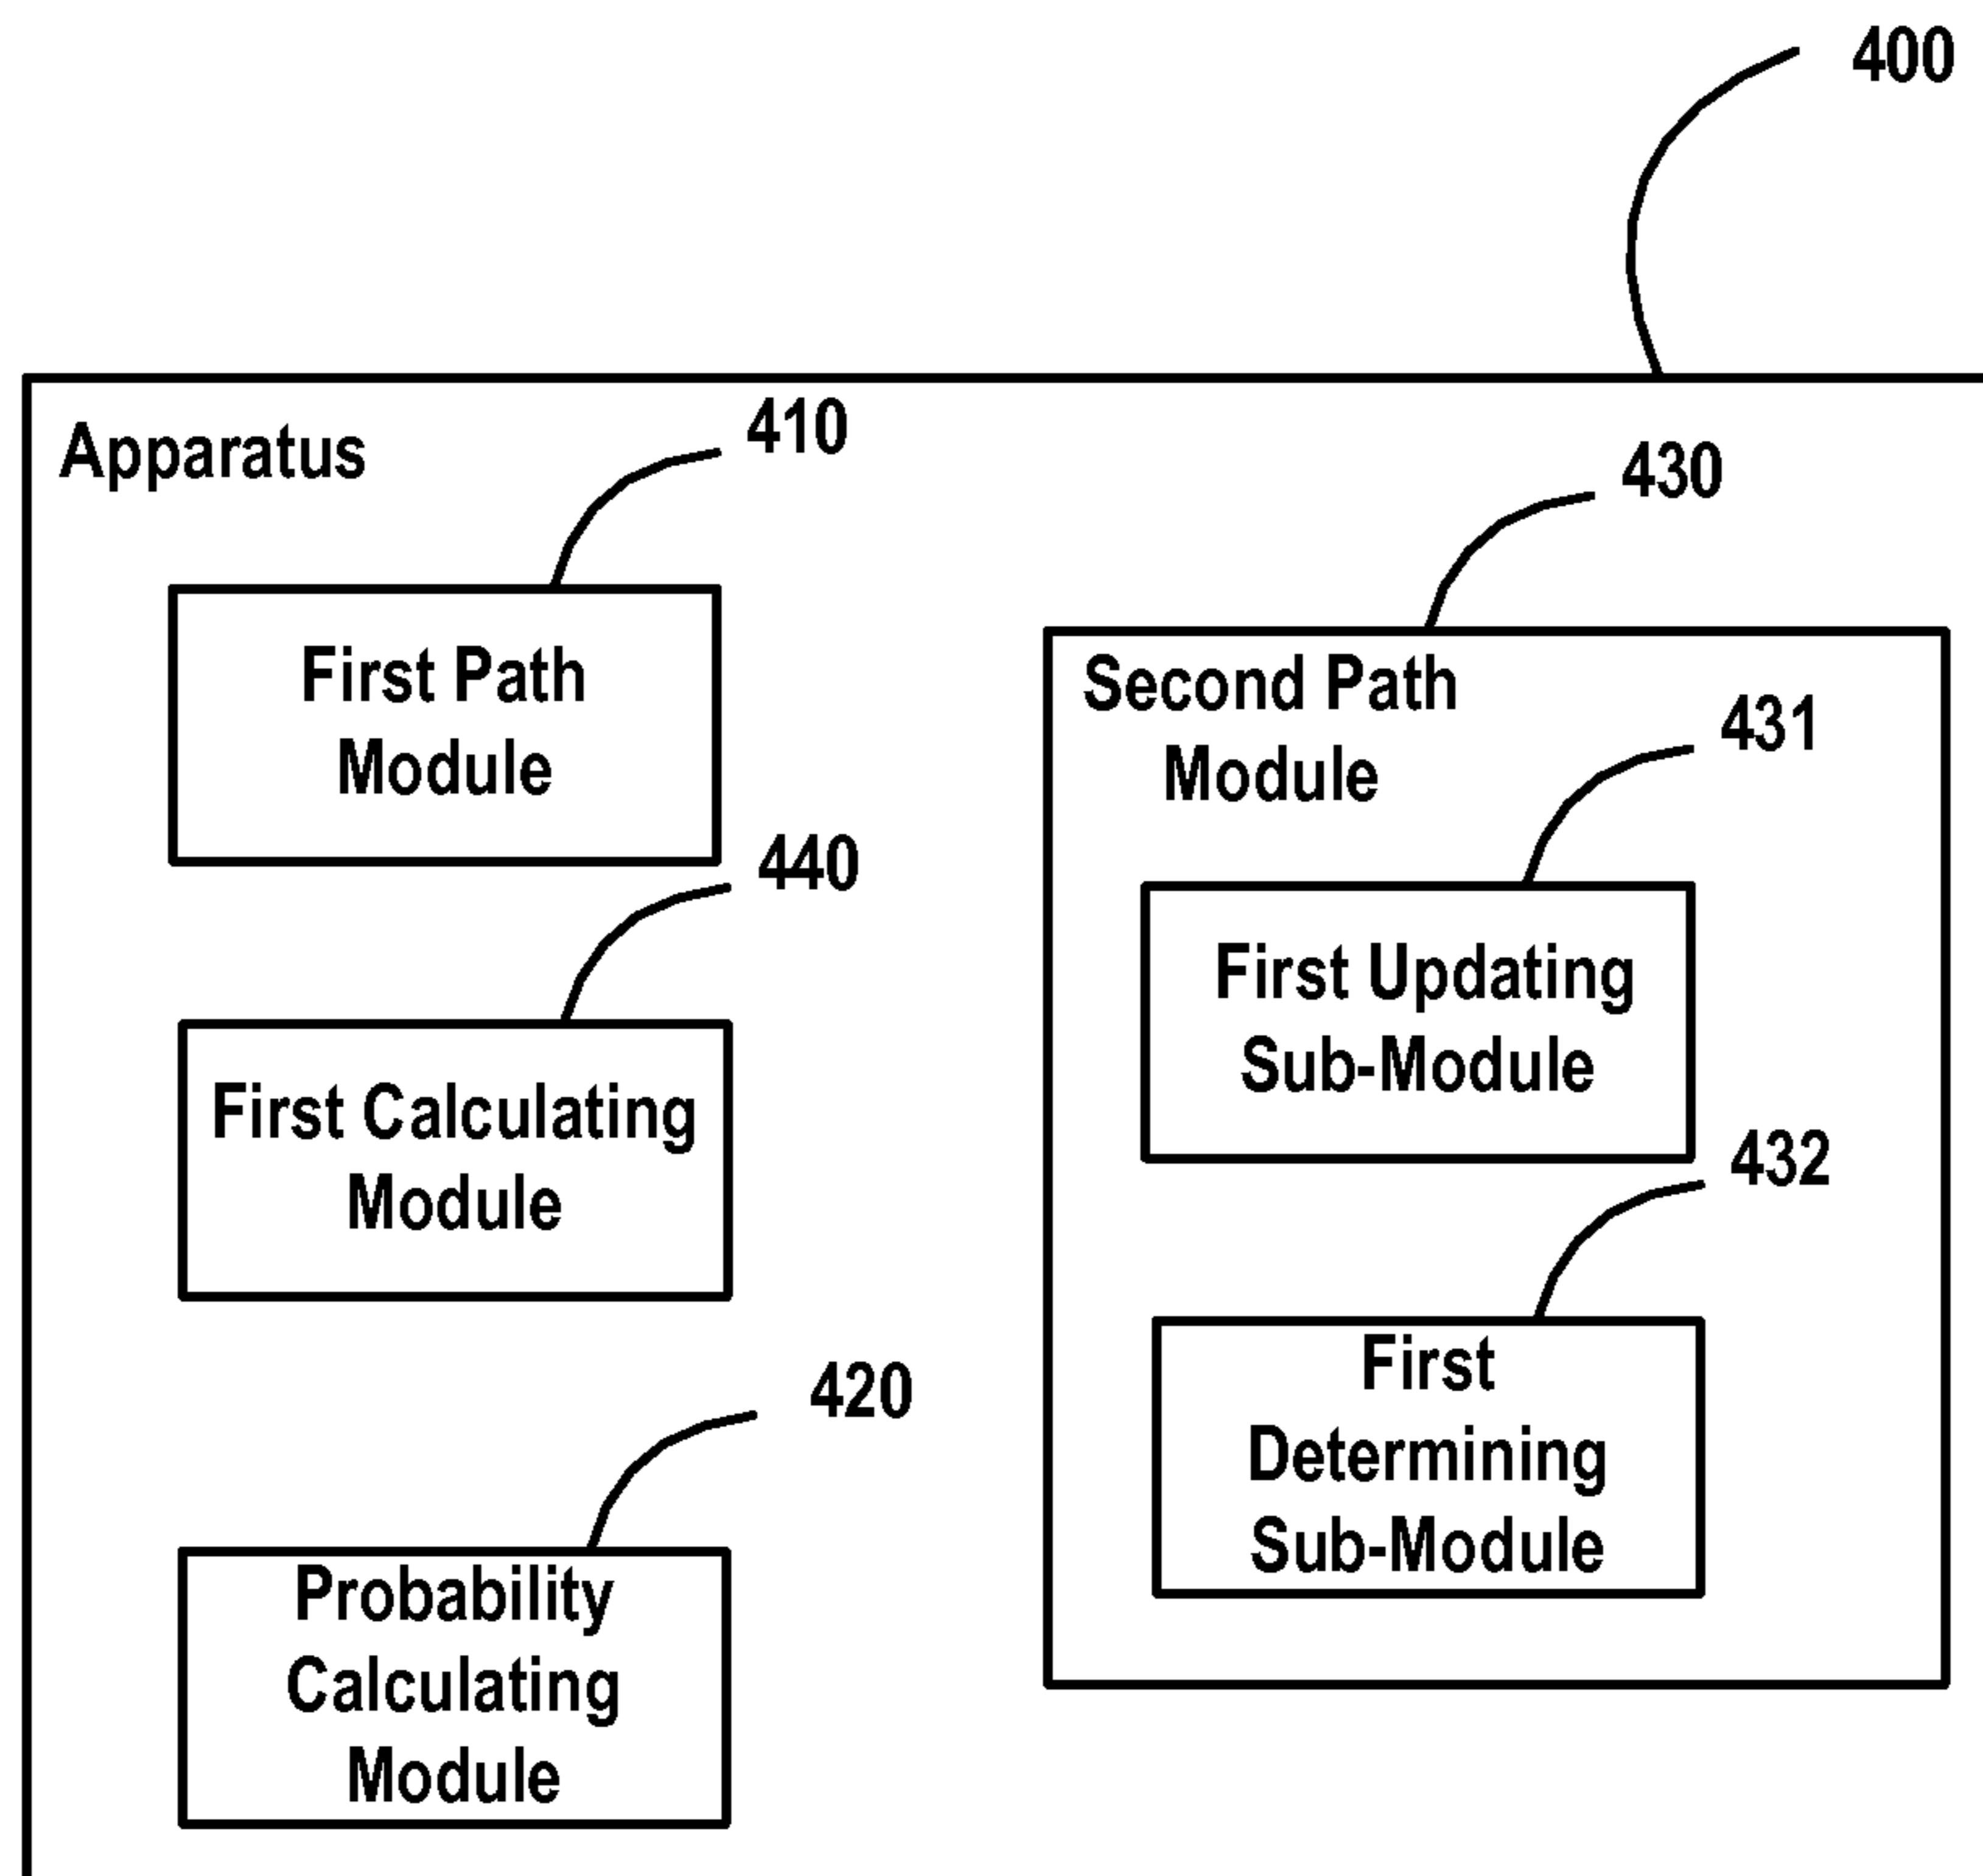 400
Apparatus
410
First Path
Module
440
First Calculating
Module
420
Probability
Calculating
Module
430
Second Path
Module
431
First Updating
Sub-Module
432
First
Determining
Sub-Module